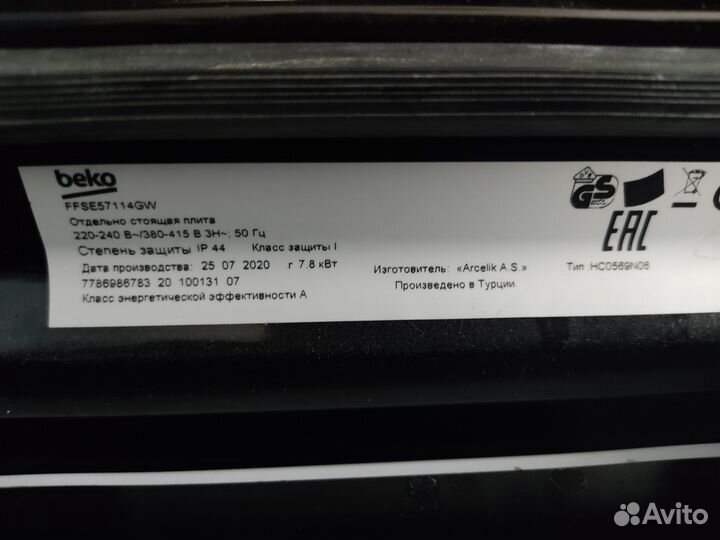 beko
FFSE57114GW
Отдельно стоящая плита
220-240 В~/380-415 В 3Н~; 50 Гц
Степень защиты IP 44 Класс защиты I
Дата производства: 25 07 2020 г 7.8 кВт
7786986783 20 100131 07
Класс энергетической эффективности А
Изготовитель: «Arcelik A.S.»
Произведено в Турции
GS
EAC
Тип :HC0569N06
Avito